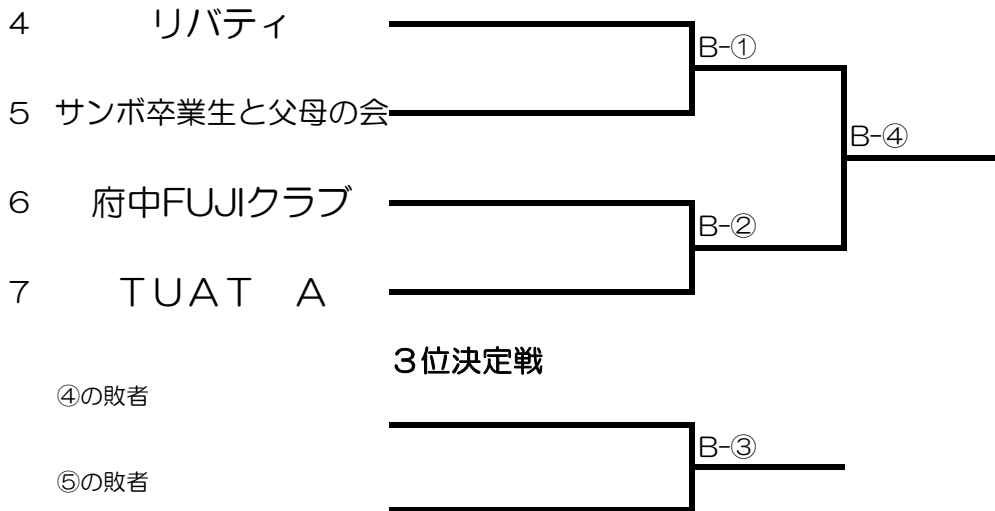 4 リバティ
B-①
5 サンボ卒業生と父母の会
B-④
6 府中FUJIクラブ
B-②
7 TUAT A
3位決定戦
④の敗者
B-③
⑤の敗者